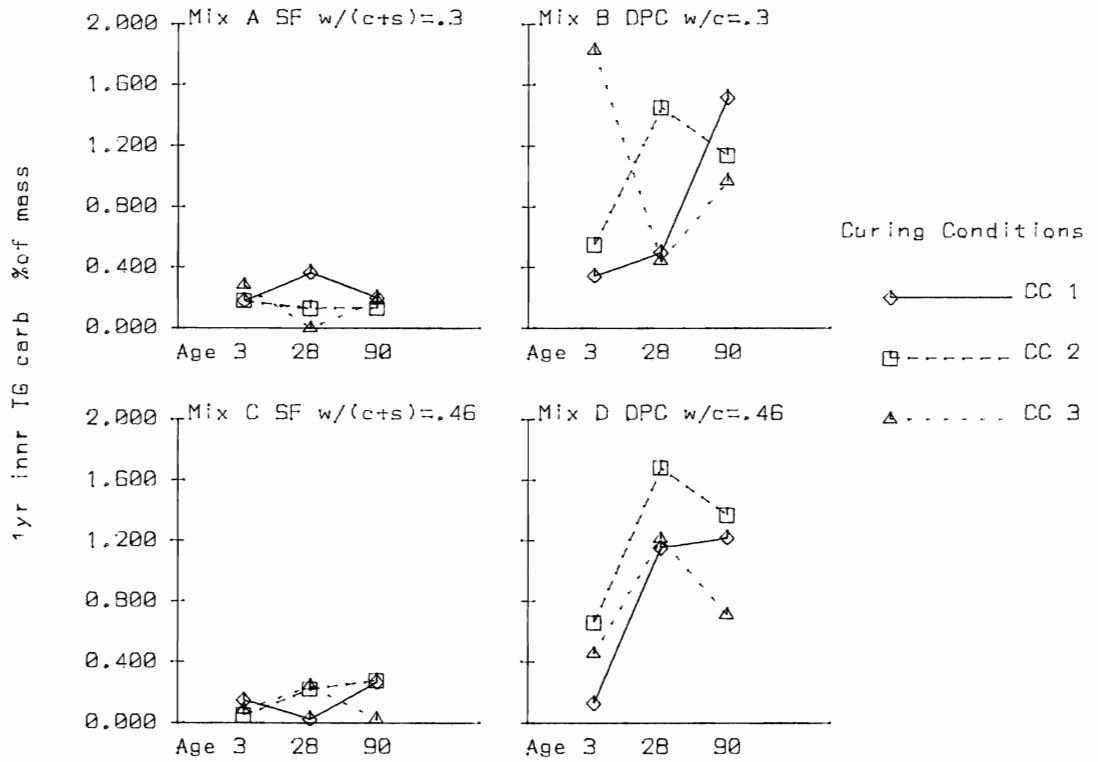 Mix A SF w/(c+s)=.3
Mix B DPC w/c=.3
2.000
1.600
1.200
0.800
0.400
0.000
Age 3 28 90
Age 3 28 90
1yr innr TG carb %of mass
Curing Conditions
CC 1
CC 2
CC 3
Mix C SF w/(c+s)=.46
Mix D DPC w/c=.46
2.000
1.600
1.200
0.800
0.400
0.000
Age 3 28 90
Age 3 28 90